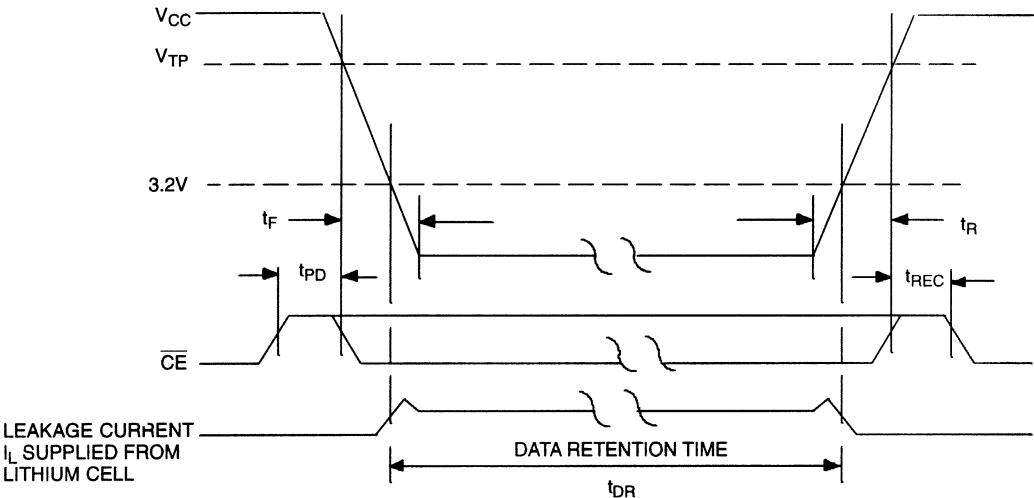 VCC
VTP
3.2V
tF
tR
tPD
tREC
CE
LEAKAGE CURRENT
IL SUPPLIED FROM
LITHIUM CELL
DATA RETENTION TIME
tDR